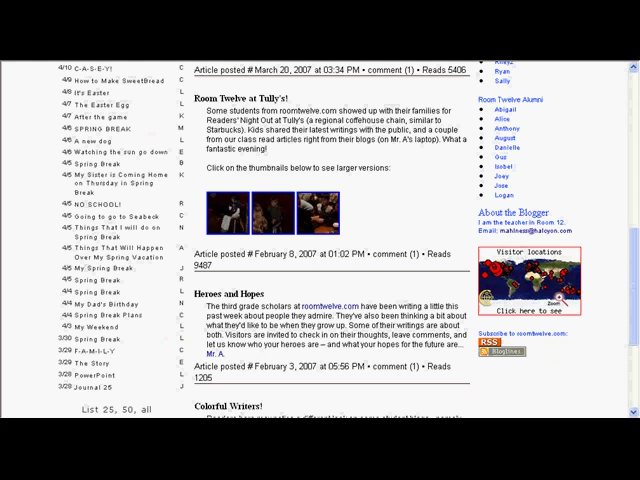 4/10 C-A-S-E-Y! C
4/9 How to Make SweetBread C
4/8 It's Easter L
4/7 The Easter Egg L
4/7 After the game K
4/6 SPRING BREAK M
4/6 A new dog L
4/6 Watching the sun go down E
4/5 Spring Break B
4/5 My Sister is Coming Home K
on Thursday in Spring
Break
4/5 NO SCHOOL! R
4/5 Going to go to Seabeck C
4/5 Things That I will do on N
Spring Break
4/5 Things That Will Happen A
Over My Spring Vacation
4/5 My Spring Break J
4/5 Spring Break R
4/4 My Dad's Birthday N
4/3 Spring Break Plans C
4/3 My Weekend L
3/30 Spring Break L
3/29 F-A-M-I-L-Y C
3/29 The Story E
3/28 PowerPoint L
3/28 Journal 25 J
List 25, 50, all
Article posted # March 20, 2007 at 03:34 PM • comment (1) • Reads 5406
Room Twelve at Tully's!
Some students from roomtwelve.com showed up with their families for
Readers' Night Out at Tully's (a regional coffehouse chain, similar to
Starbucks). Kids shared their latest writings with the public, and a couple
from our class read articles right from their blogs (on Mr. A's laptop). What a
fantastic evening!
Click on the thumbnails below to see larger versions:
Article posted # February 8, 2007 at 01:02 PM • comment (1) • Reads
9487
Heroes and Hopes
The third grade scholars at roomtwelve.com have been writing a little this
past week about people they admire. They've also been thinking a bit about
what they'd like to be when they grow up. Some of their writings are about
both. Visitors are invited to check in on their thoughts, leave comments, and
let us know who your heroes are -- and what your hopes for the future are...
Mr. A.
Article posted # February 3, 2007 at 05:56 PM • comment (1) • Reads
1205
Colorful Writers!
Ryan
Sally
Room Twelve Alumni
Abigail
Alice
Anthony
August
Danielle
Gus
Isobel
Joey
Jose
Logan
About the Blogger
I am the teacher in Room 12.
Email: mahlness@halcyon.com
Visitor locations
Zoom:
Click here to see
Subscribe to roomtwelve.com:
RSS
Bloglines